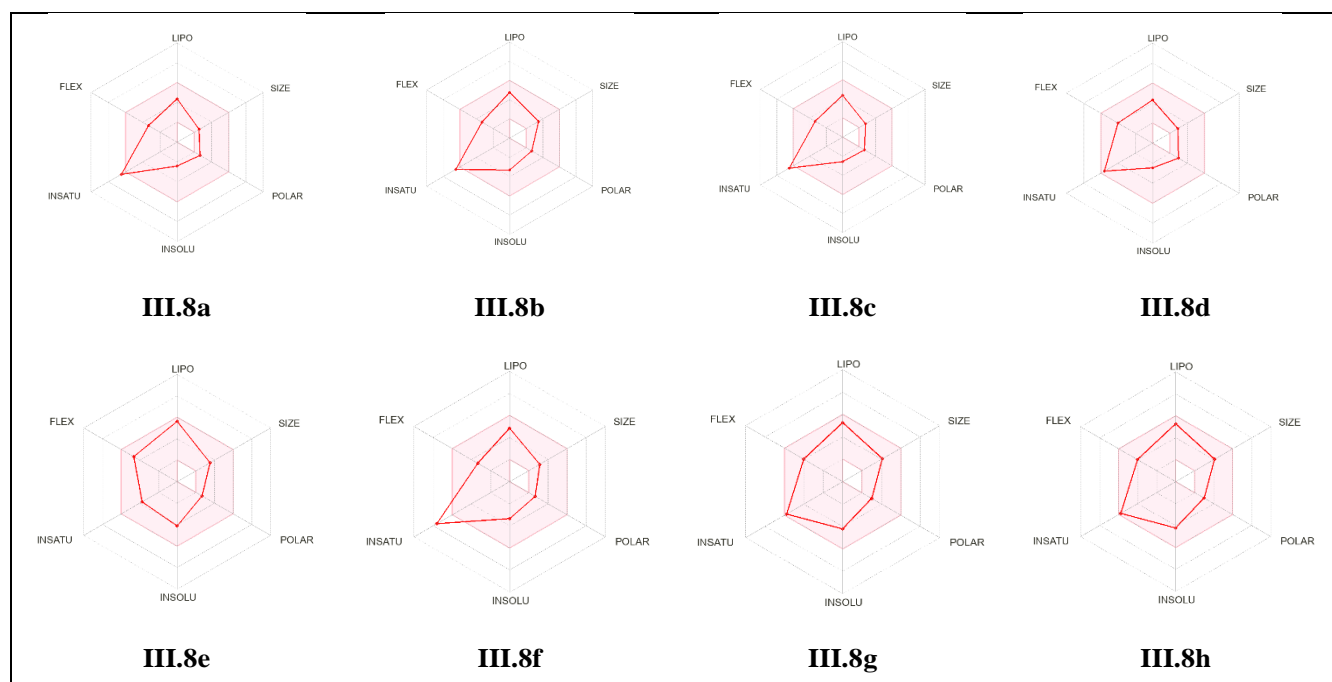 LIPO
FLEX
SIZE
INSATU
POLAR
INSOLU
III.8a
LIPO
FLEX
SIZE
INSATU
POLAR
INSOLU
III.8b
LIPO
FLEX
SIZE
INSATU
POLAR
INSOLU
III.8c
LIPO
FLEX
SIZE
INSATU
POLAR
INSOLU
III.8d
LIPO
FLEX
SIZE
INSATU
POLAR
INSOLU
III.8e
LIPO
FLEX
SIZE
INSATU
POLAR
INSOLU
III.8f
LIPO
FLEX
SIZE
INSATU
POLAR
INSOLU
III.8g
LIPO
FLEX
SIZE
INSATU
POLAR
INSOLU
III.8h